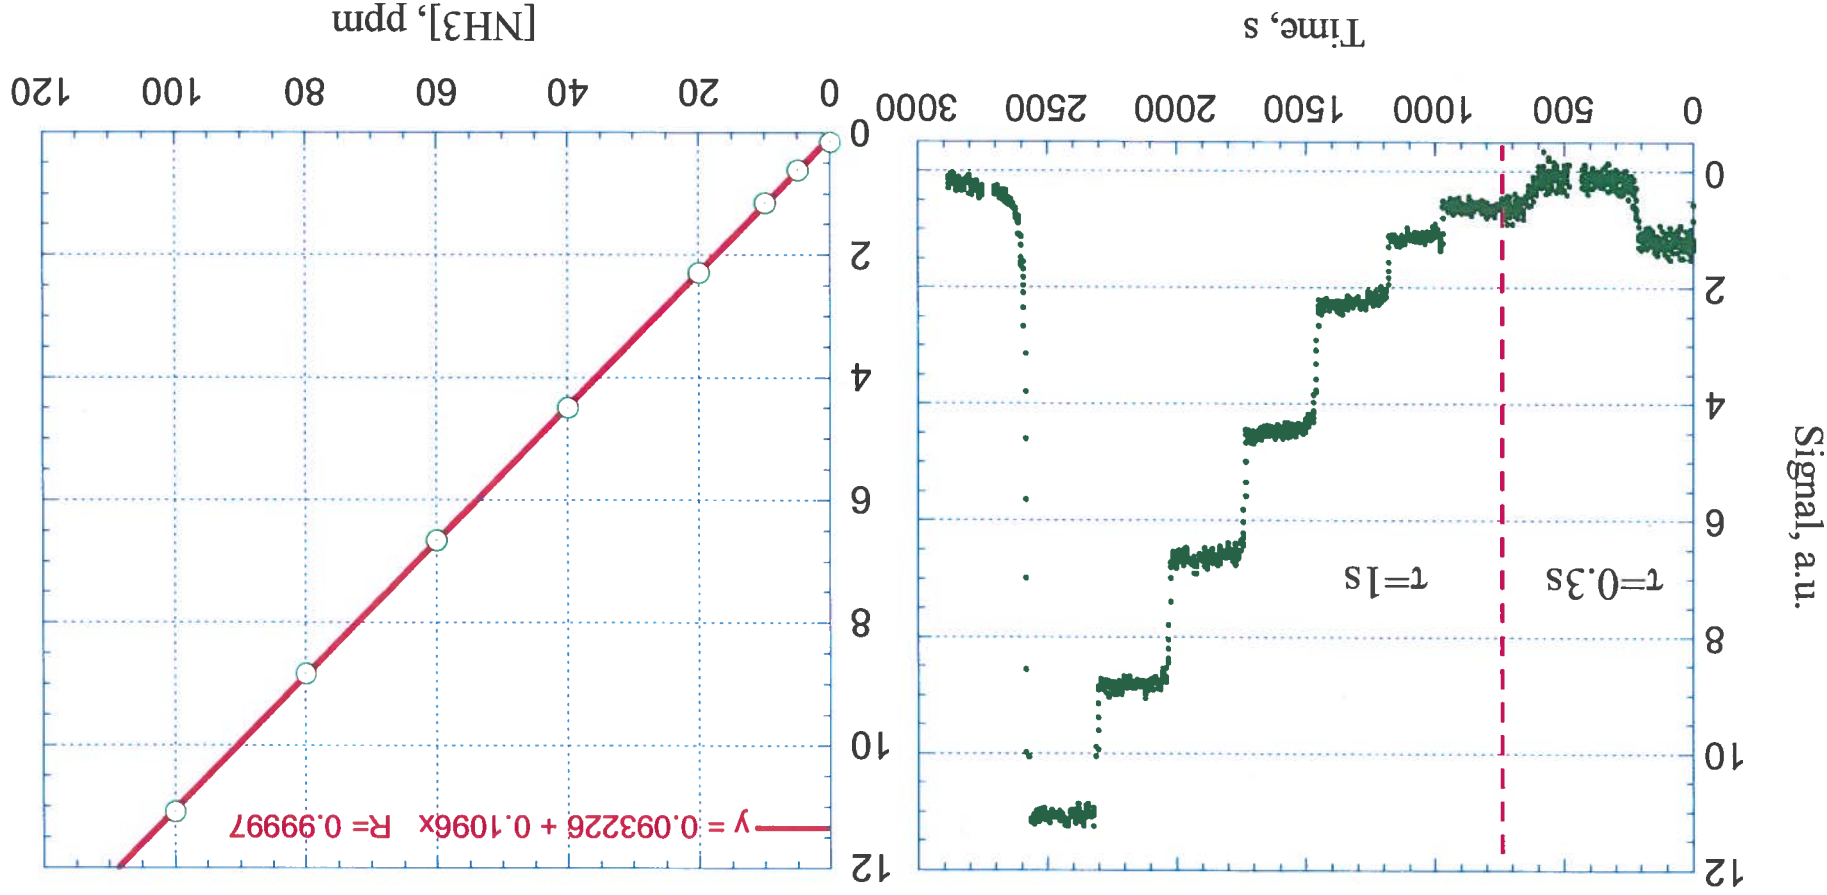 Signal, a.u.
12
10
8
6
4
2
0
τ=0.3s
τ=1s
0 500 1000 1500 2000 2500 3000
Time, s
y = 0.093226 + 0.1096x R= 0.99997
12
10
8
6
4
2
0
0 20 40 60 80 100 120
[NH3], ppm